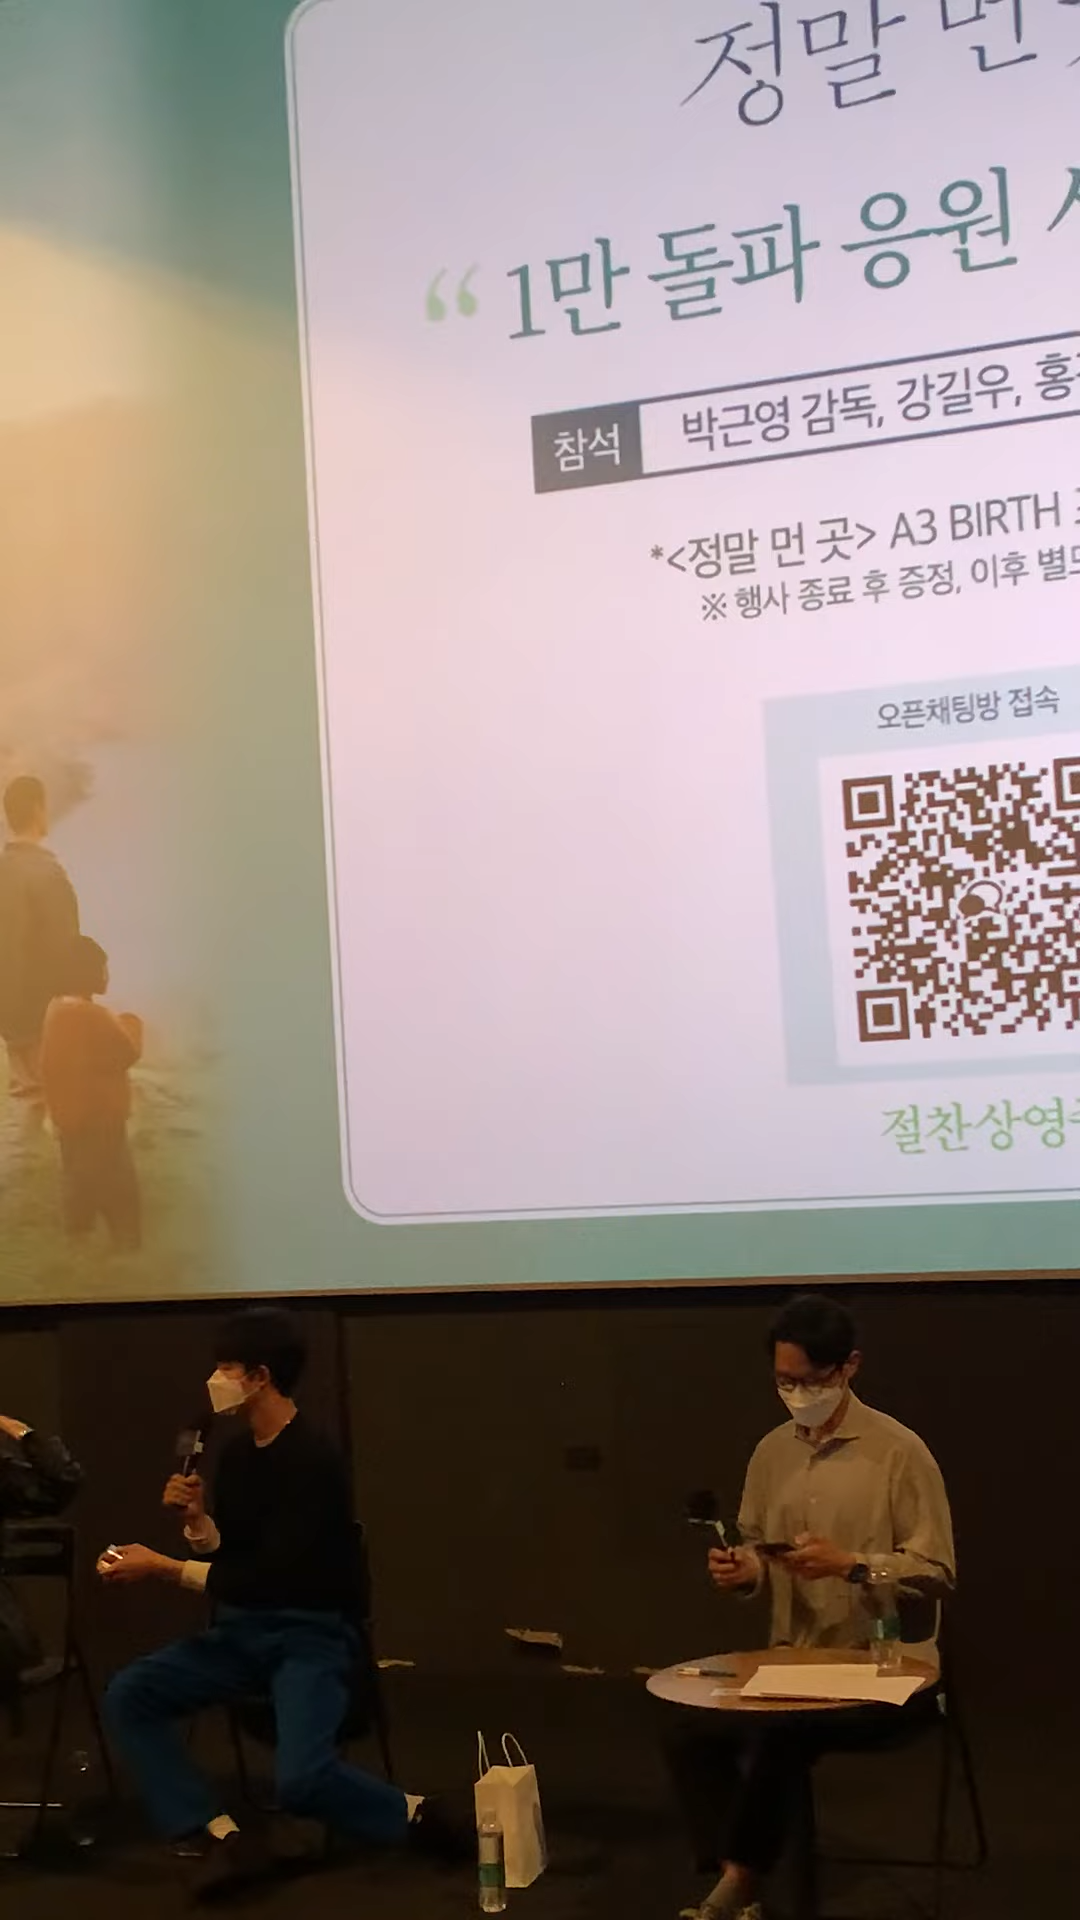 정말 먼
“1만 돌파 응원
참석 박근영 감독, 강길우, 홍
*<정말 먼 곳> A3 BIRTH
※ 행사 종료 후 증정, 이후 별도
오픈채팅방 접속
절찬상영중